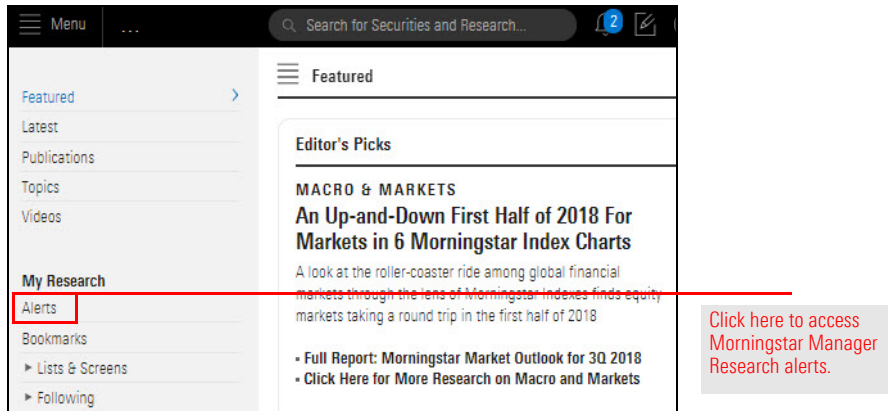 Menu
...
Search for Securities and Research...
2
Featured
Latest
Publications
Topics
Videos
My Research
Alerts
Bookmarks
▸ Lists & Screens
▸ Following
Featured
Editor's Picks
MACRO & MARKETS
An Up-and-Down First Half of 2018 For
Markets in 6 Morningstar Index Charts
A look at the roller-coaster ride among global financial
markets through the lens of Morningstar Indexes finds equity
markets taking a round trip in the first half of 2018
▪ Full Report: Morningstar Market Outlook for 3Q 2018
▪ Click Here for More Research on Macro and Markets
Click here to access
Morningstar Manager
Research alerts.